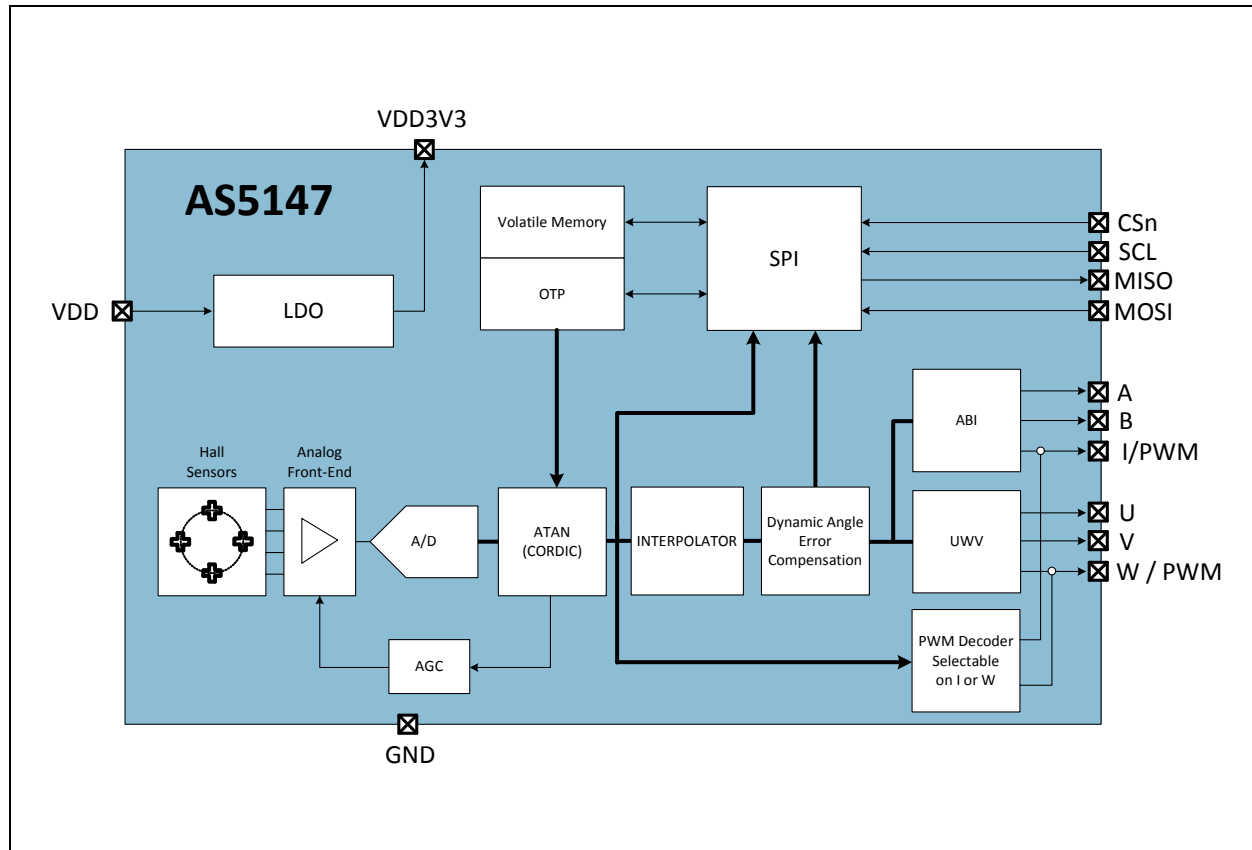 VDD3V3
AS5147
Volatile Memory
OTP
SPI
CSn
SCL
MISO
MOSI
VDD
LDO
Hall
Sensors
Analog
Front-End
A/D
ATAN
(CORDIC)
INTERPOLATOR
Dynamic Angle
Error
Compensation
ABI
A
B
I/PWM
UWV
U
V
W / PWM
AGC
PWM Decoder
Selectable
on I or W
GND